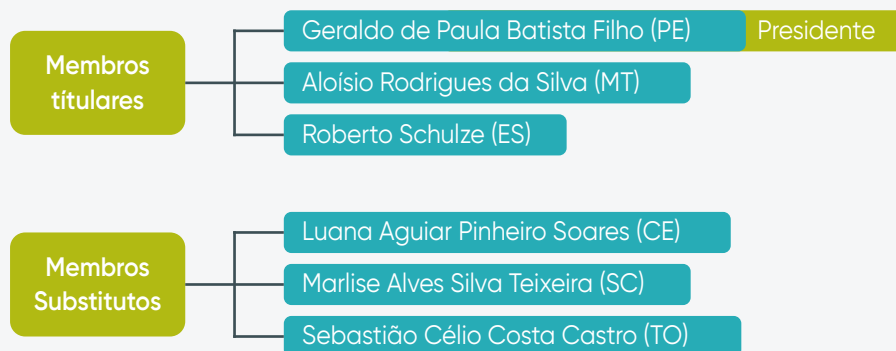 Membros
títulares
Geraldo de Paula Batista Filho (PE)
Presidente
Aloísio Rodrigues da Silva (MT)
Roberto Schulze (ES)
Membros
Substitutos
Luana Aguiar Pinheiro Soares (CE)
Marlise Alves Silva Teixeira (SC)
Sebastião Célio Costa Castro (TO)